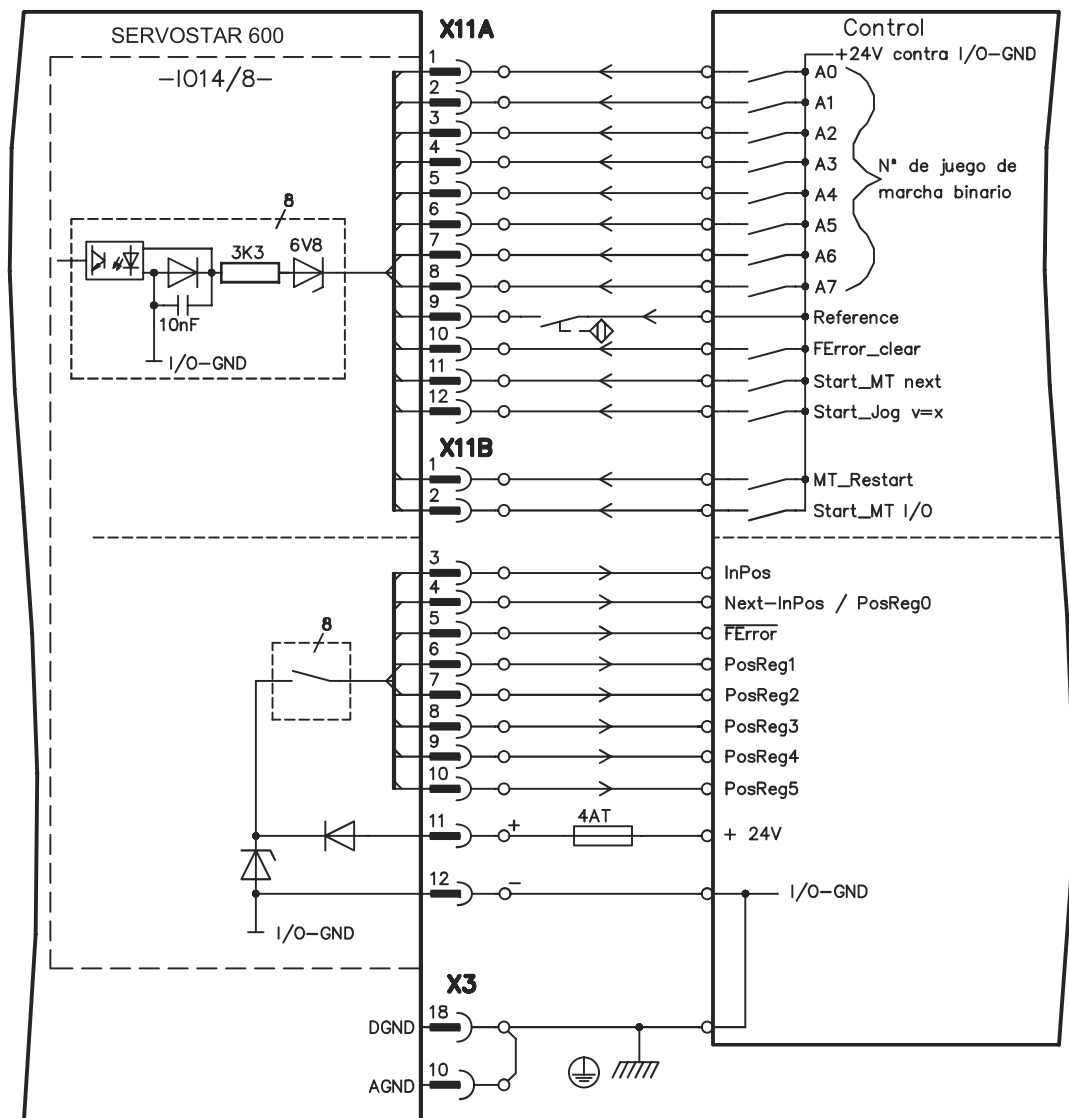 SERVOSTAR 600
X11A
Control
-IO14/8-
+24V contra I/O-GND
1
A0
2
A1
3
A2
4
A3
Nº de juego de
marcha binario
5
A4
6
A5
7
A6
8
A7
8
3K3
6V8
10nF
I/O-GND
9
Reference
10
FError_clear
11
Start_MT next
12
Start_Jog v=x
X11B
1
MT_Restart
2
Start_MT I/O
3
InPos
4
Next-InPos / PosReg0
5
FError
8
6
PosReg1
7
PosReg2
8
PosReg3
9
PosReg4
10
PosReg5
11
+
4AT
+ 24V
12
-
I/O-GND
I/O-GND
X3
DGND
18
AGND
10